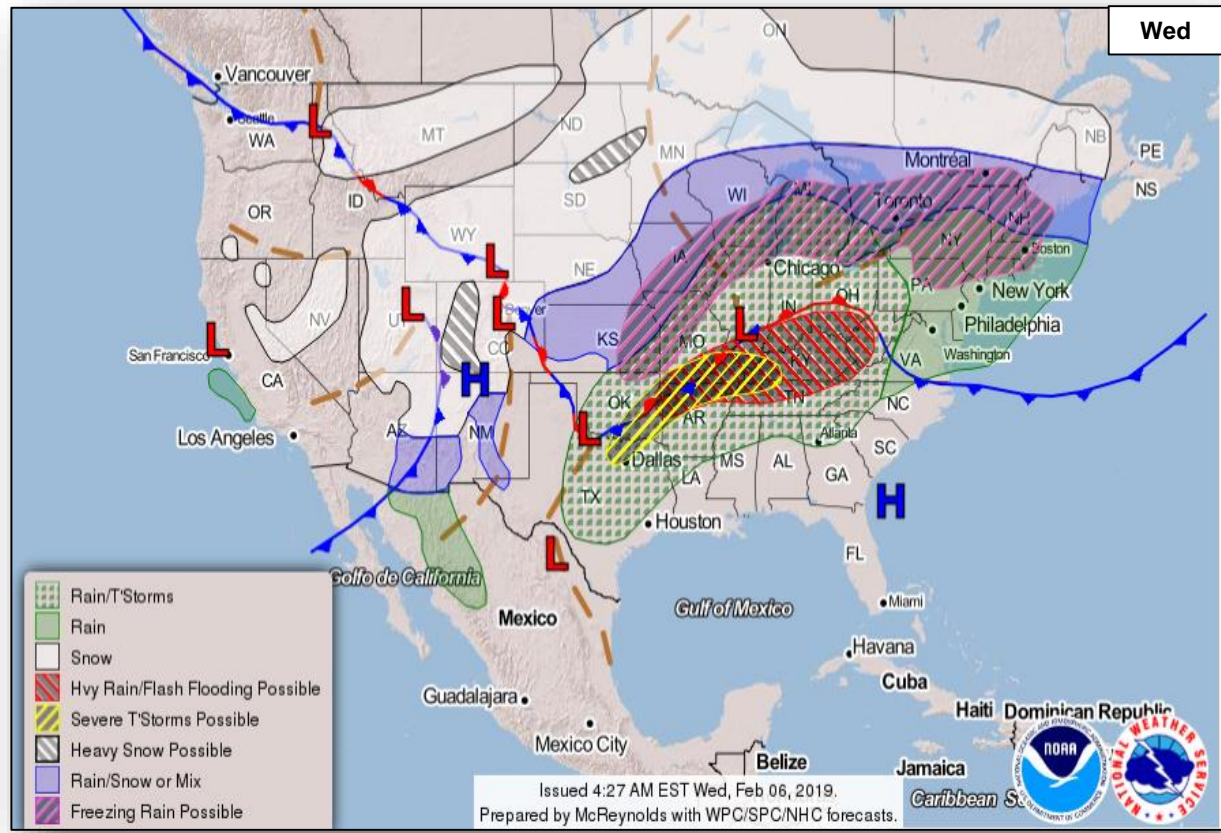 Wed
ON
Vancouver
Seattle
WA
MT
ND
MN
NB
PE
NS
Montréal
OR
ID
SD
WI
MI
Toronto
NH
WY
IA
NY
Boston
NE
Chicago
PA
New York
NV
UT
Denver
IN
OH
Philadelphia
L
L
L
L
L
L
L
L
San Francisco
CO
KS
MO
KY
VA
Washington
CA
H
OK
TN
NC
Los Angeles
AZ
NM
AR
Atlanta
SC
Dallas
MS
AL
GA
TX
LA
H
Houston
FL
Golfo de California
Mexico
Gulf of Mexico
Miami
Havana
Cuba
Guadalajara
Haiti
Dominican Republic
Mexico City
Belize
Jamaica
Caribbean Se
Rain/T'Storms
Rain
Snow
Hvy Rain/Flash Flooding Possible
Severe T'Storms Possible
Heavy Snow Possible
Rain/Snow or Mix
Freezing Rain Possible
Issued 4:27 AM EST Wed, Feb 06, 2019.
Prepared by McReynolds with WPC/SPC/NHC forecasts.
NOAA
NATIONAL WEATHER SERVICE